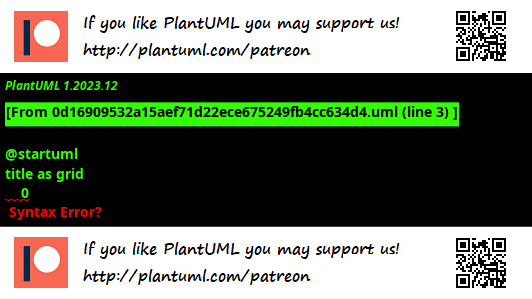 If you like PlantUML you may support us!
http://plantuml.com/patreon
PlantUML 1.2023.12
[From 0d16909532a15aef71d22ece675249fb4cc634d4.uml (line 3) ]
@startuml
title as grid
0
Syntax Error?
If you like PlantUML you may support us!
http://plantuml.com/patreon